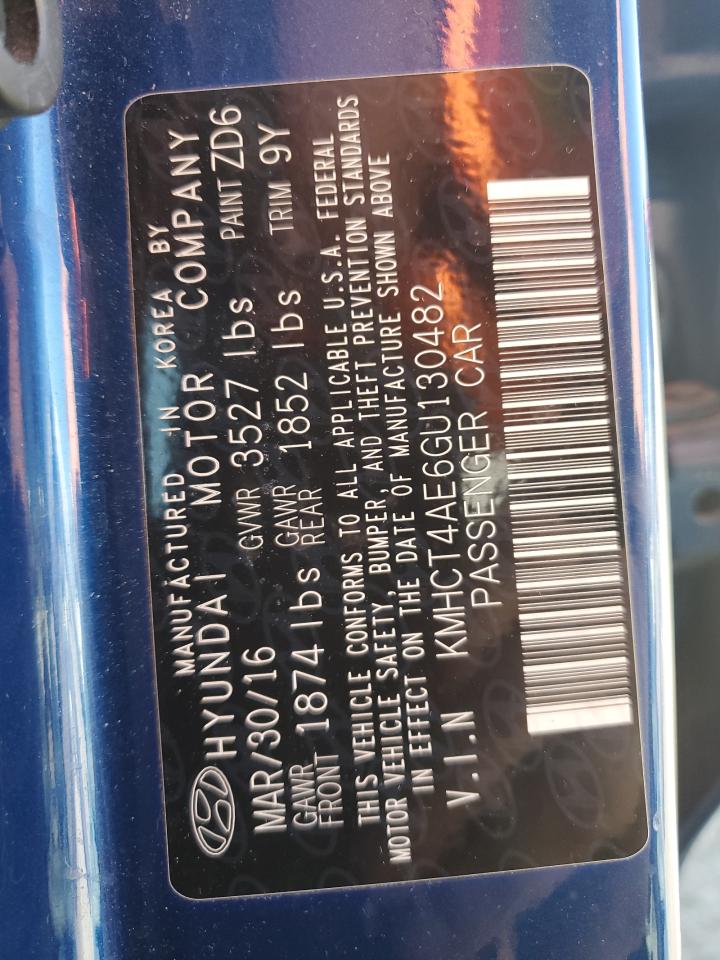 MANUFACTURED IN KOREA BY
HYUNDAI MOTOR COMPANY
MAR/30/16 GVWR 3527 lbs PAINT ZD6
GAWR FRONT 1874 lbs GAWR REAR 1852 lbs TRIM 9Y
THIS VEHICLE CONFORMS TO ALL APPLICABLE U.S.A. FEDERAL
MOTOR VEHICLE SAFETY, BUMPER, AND THEFT PREVENTION STANDARDS
IN EFFECT ON THE DATE OF MANUFACTURE SHOWN ABOVE
V.I.N KMHCT4AE6GU130482
PASSENGER CAR